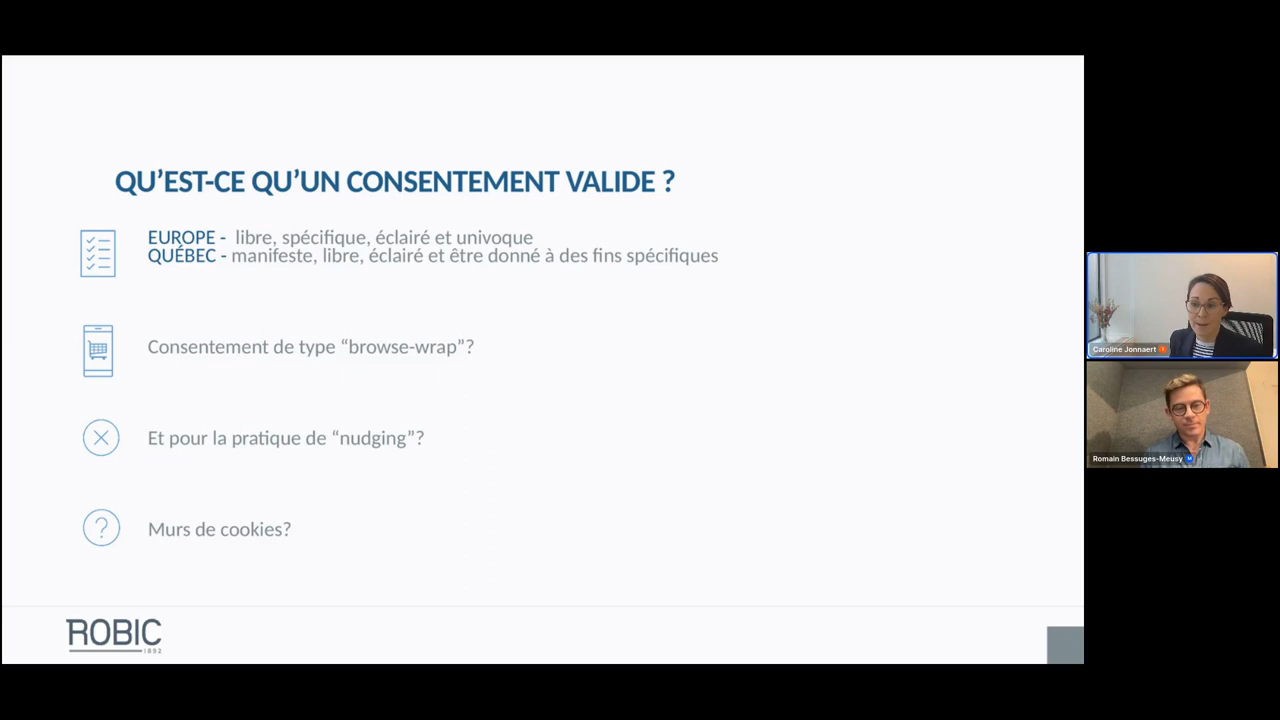 QU’EST-CE QU’UN CONSENTEMENT VALIDE ?
EUROPE - libre, spécifique, éclairé et univoque
QUÉBEC - manifeste, libre, éclairé et être donné à des fins spécifiques
Consentement de type “browse-wrap”?
Et pour la pratique de “nudging”?
Murs de cookies?
ROBIC
1892
Caroline Jonnaert
Romain Bessuges-Meusy M